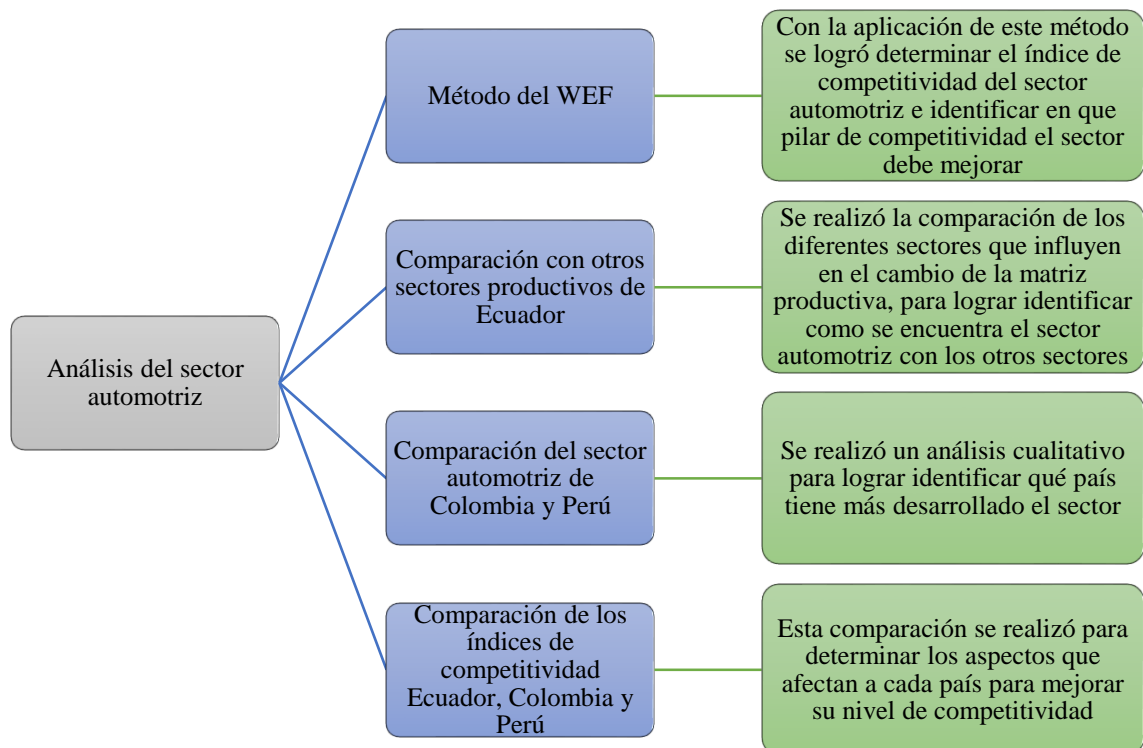 Análisis del sector
automotriz
Método del WEF
Con la aplicación de este método
se logró determinar el índice de
competitividad del sector
automotriz e identificar en que
pilar de competitividad el sector
debe mejorar
Comparación con otros
sectores productivos de
Ecuador
Se realizó la comparación de los
diferentes sectores que influyen
en el cambio de la matriz
productiva, para lograr identificar
como se encuentra el sector
automotriz con los otros sectores
Comparación del sector
automotriz de
Colombia y Perú
Se realizó un análisis cualitativo
para lograr identificar qué país
tiene más desarrollado el sector
Comparación de los
índices de
competitividad
Ecuador, Colombia y
Perú
Esta comparación se realizó para
determinar los aspectos que
afectan a cada país para mejorar
su nivel de competitividad